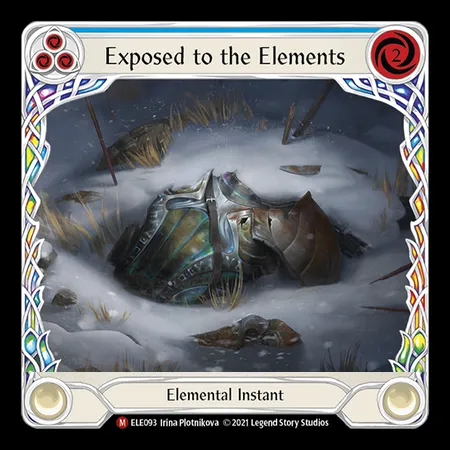 Exposed to the Elements
2
Elemental Instant
M ELE093 Irina Plotnikova ©2021 Legend Story Studios